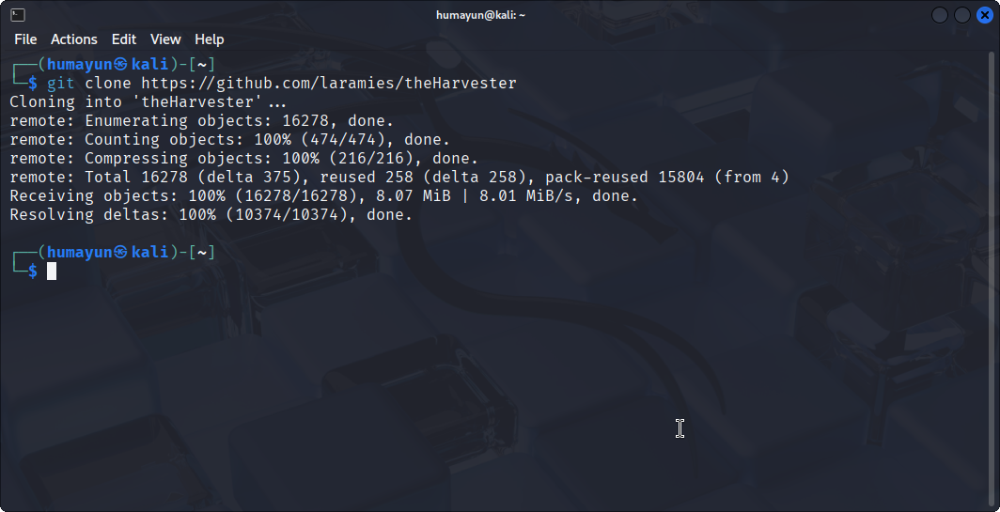 humayun@kali: ~
File Actions Edit View Help
┌──(humayun㉿kali)-[~]
└─$ git clone https://github.com/laramies/theHarvester
Cloning into 'theHarvester'...
remote: Enumerating objects: 16278, done.
remote: Counting objects: 100% (474/474), done.
remote: Compressing objects: 100% (216/216), done.
remote: Total 16278 (delta 375), reused 258 (delta 258), pack-reused 15804 (from 4)
Receiving objects: 100% (16278/16278), 8.07 MiB | 8.01 MiB/s, done.
Resolving deltas: 100% (10374/10374), done.
┌──(humayun㉿kali)-[~]
└─$